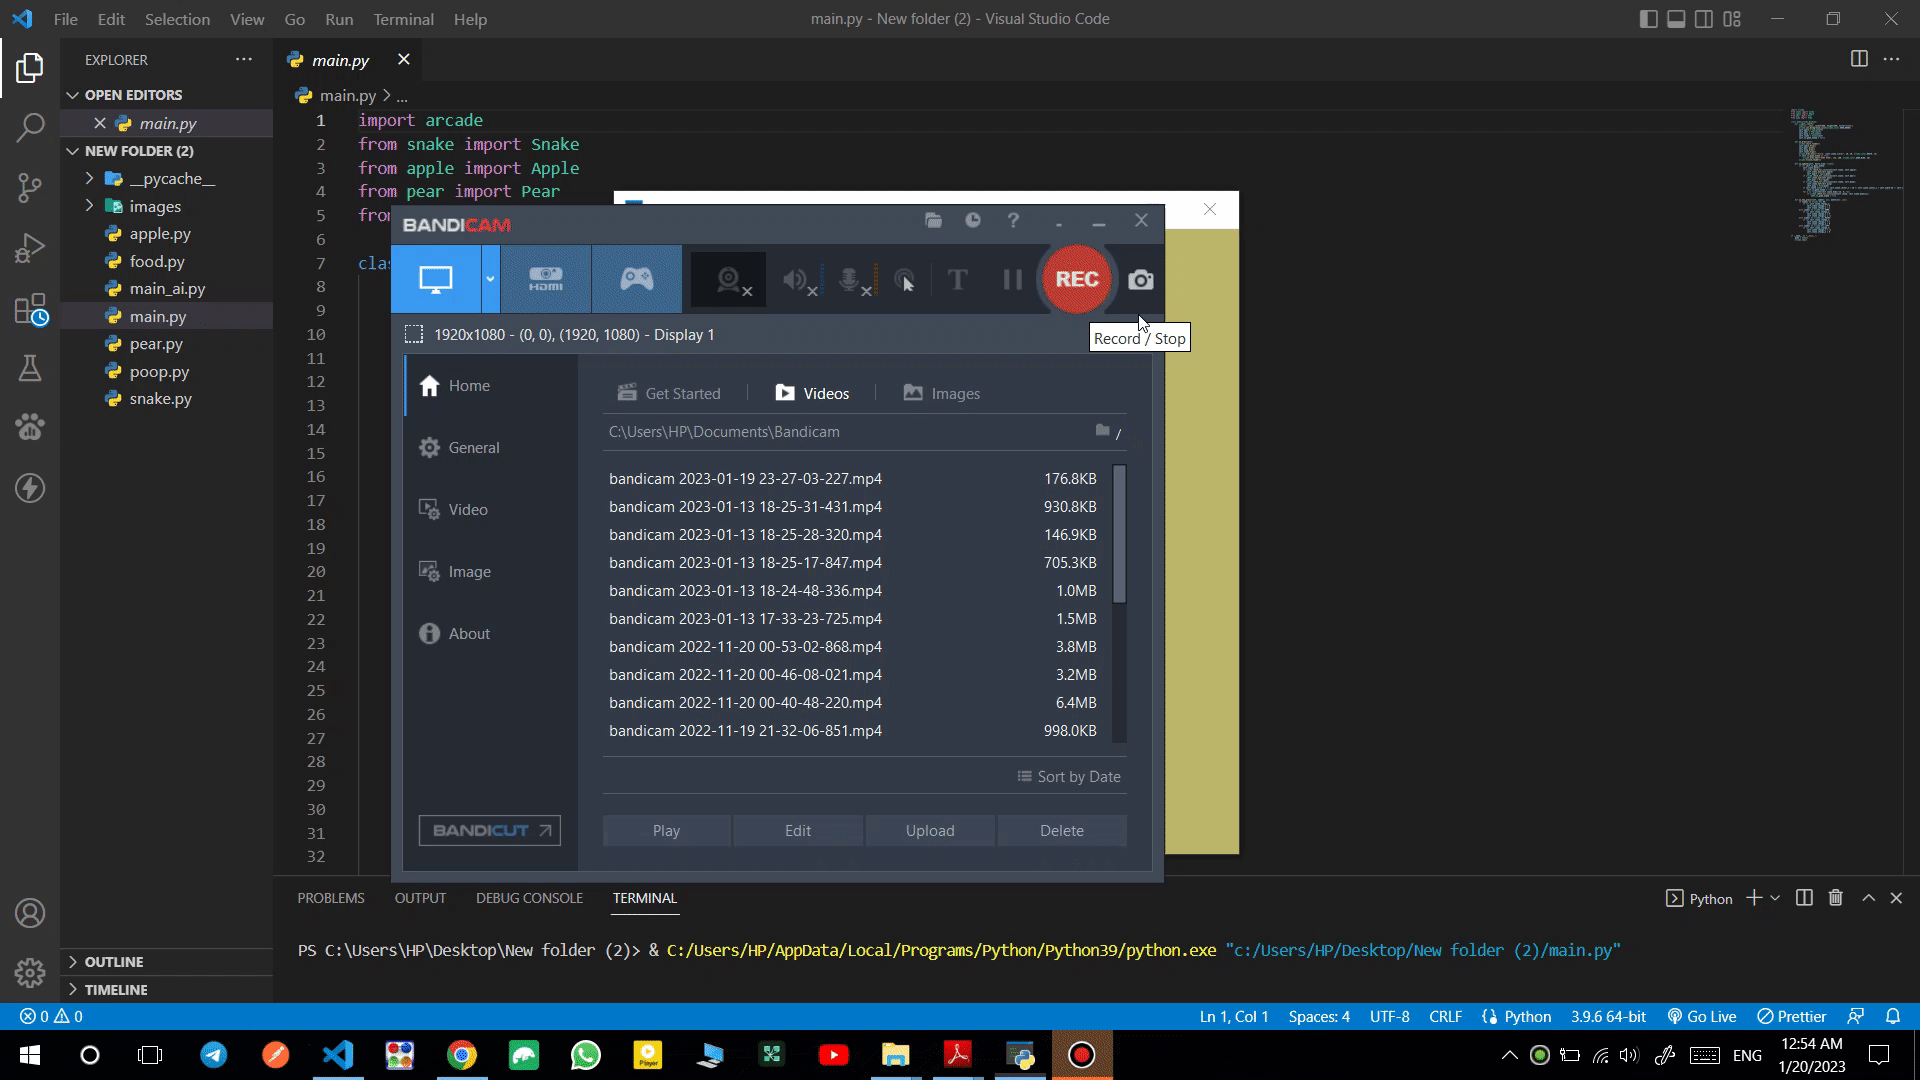 File Edit Selection View Go Run Terminal Help
main.py - New folder (2) - Visual Studio Code
EXPLORER
OPEN EDITORS
main.py
NEW FOLDER (2)
__pycache__
images
apple.py
food.py
main_ai.py
main.py
pear.py
poop.py
snake.py
OUTLINE
TIMELINE
main.py
main.py > ...
1 import arcade
2 from snake import Snake
3 from apple import Apple
4 from pear import Pear
5
6
7
8
9
10
11
12
13
14
15
16
17
18
19
20
21
22
23
24
25
26
27
28
29
30
31
32
BANDICAM
HDMI
T
REC
1920x1080 - (0, 0), (1920, 1080) - Display 1
Record / Stop
Home
General
Video
Image
About
BANDICUT
Get Started
Videos
Images
C:\Users\HP\Documents\Bandicam
/
bandicam 2023-01-19 23-27-03-227.mp4 176.8KB
bandicam 2023-01-13 18-25-31-431.mp4 930.8KB
bandicam 2023-01-13 18-25-28-320.mp4 146.9KB
bandicam 2023-01-13 18-25-17-847.mp4 705.3KB
bandicam 2023-01-13 18-24-48-336.mp4 1.0MB
bandicam 2023-01-13 17-33-23-725.mp4 1.5MB
bandicam 2022-11-20 00-53-02-868.mp4 3.8MB
bandicam 2022-11-20 00-46-08-021.mp4 3.2MB
bandicam 2022-11-20 00-40-48-220.mp4 6.4MB
bandicam 2022-11-19 21-32-06-851.mp4 998.0KB
Sort by Date
Play Edit Upload Delete
PROBLEMS OUTPUT DEBUG CONSOLE TERMINAL
Python
PS C:\Users\HP\Desktop\New folder (2)> & C:/Users/HP/AppData/Local/Programs/Python/Python39/python.exe "c:/Users/HP/Desktop/New folder (2)/main.py"
0 0
Ln 1, Col 1 Spaces: 4 UTF-8 CRLF Python 3.9.6 64-bit Go Live Prettier
Player
ENG
12:54 AM
1/20/2023